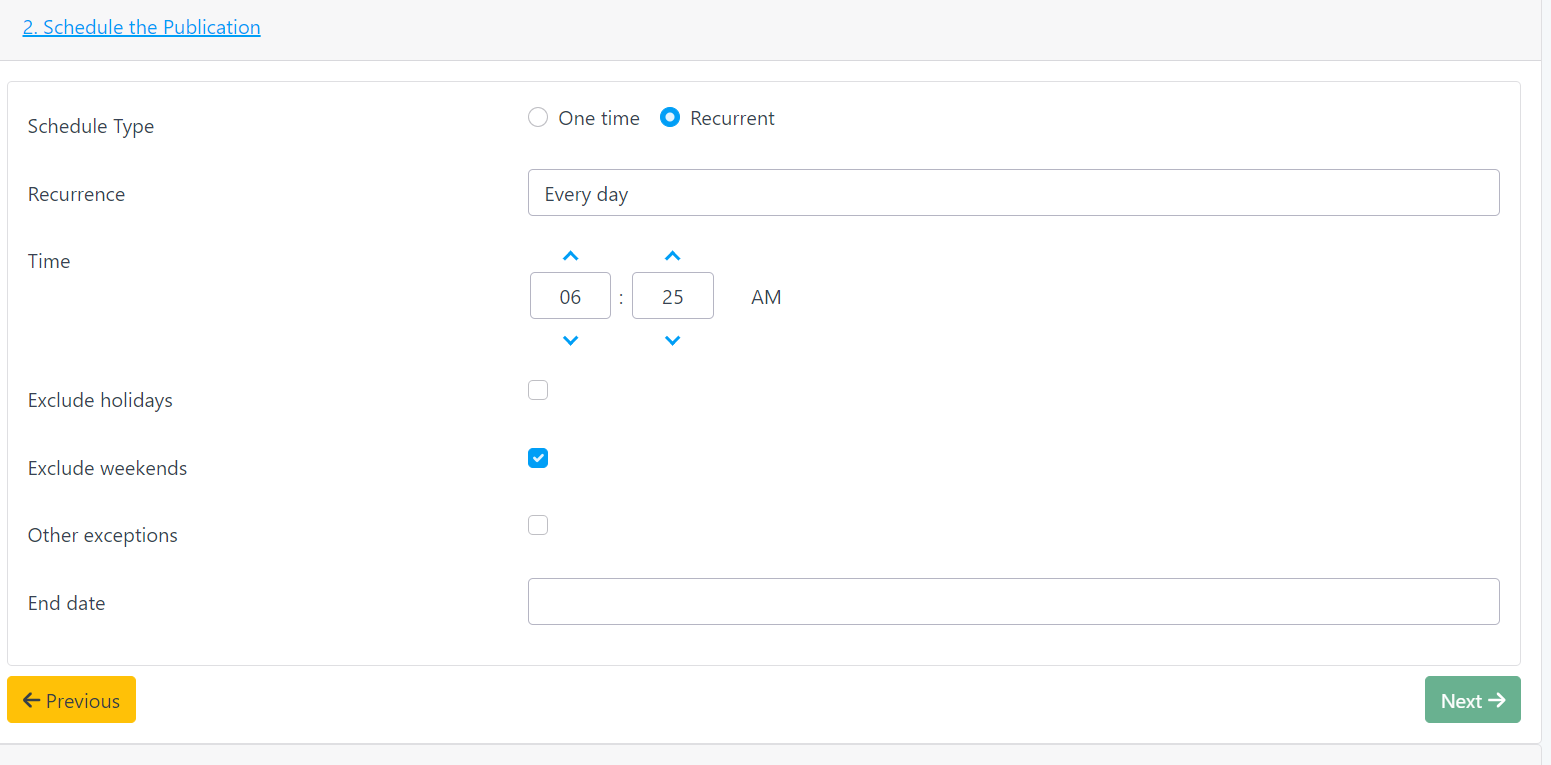 2. Schedule the Publication
Schedule Type
One time Recurrent
Recurrence
Every day
Time
06 : 25 AM
Exclude holidays
Exclude weekends
Other exceptions
End date
Previous
Next